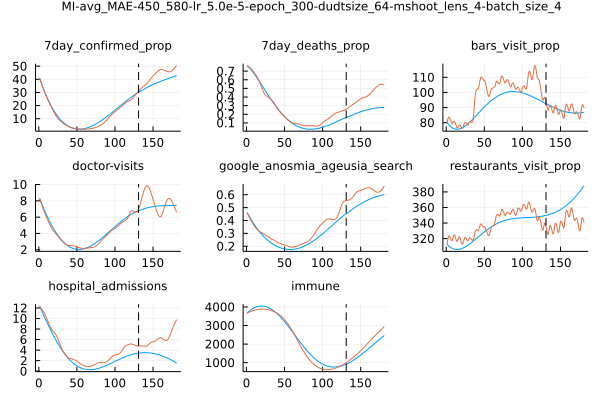 MI-avg_MAE-450_580-lr_5.0e-5-epoch_300-dudtsize_64-mshoot_lens_4-batch_size_4
7day_confirmed_prop
50
40
30
20
10
0 50 100 150
7day_deaths_prop
0.7
0.6
0.5
0.4
0.3
0.2
0.1
0 50 100 150
bars_visit_prop
110
100
90
80
0 50 100 150
doctor-visits
10
8
6
4
2
0 50 100 150
google_anosmia_ageusia_search
0.6
0.5
0.4
0.3
0.2
0 50 100 150
restaurants_visit_prop
380
360
340
320
0 50 100 150
hospital_admissions
12
10
8
6
4
2
0
0 50 100 150
immune
4000
3000
2000
1000
0 50 100 150